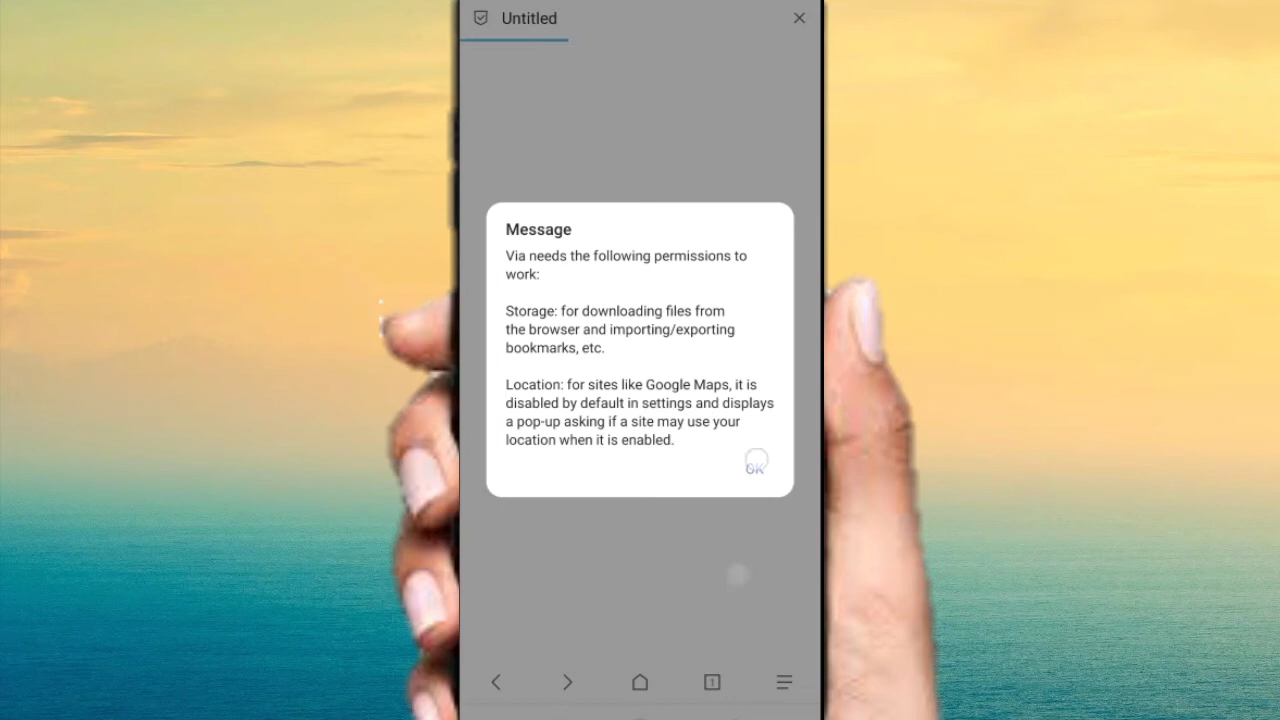 Untitled
Message
Via needs the following permissions to
work:
Storage: for downloading files from
the browser and importing/exporting
bookmarks, etc.
Location: for sites like Google Maps, it is
disabled by default in settings and displays
a pop-up asking if a site may use your
location when it is enabled.
OK
1